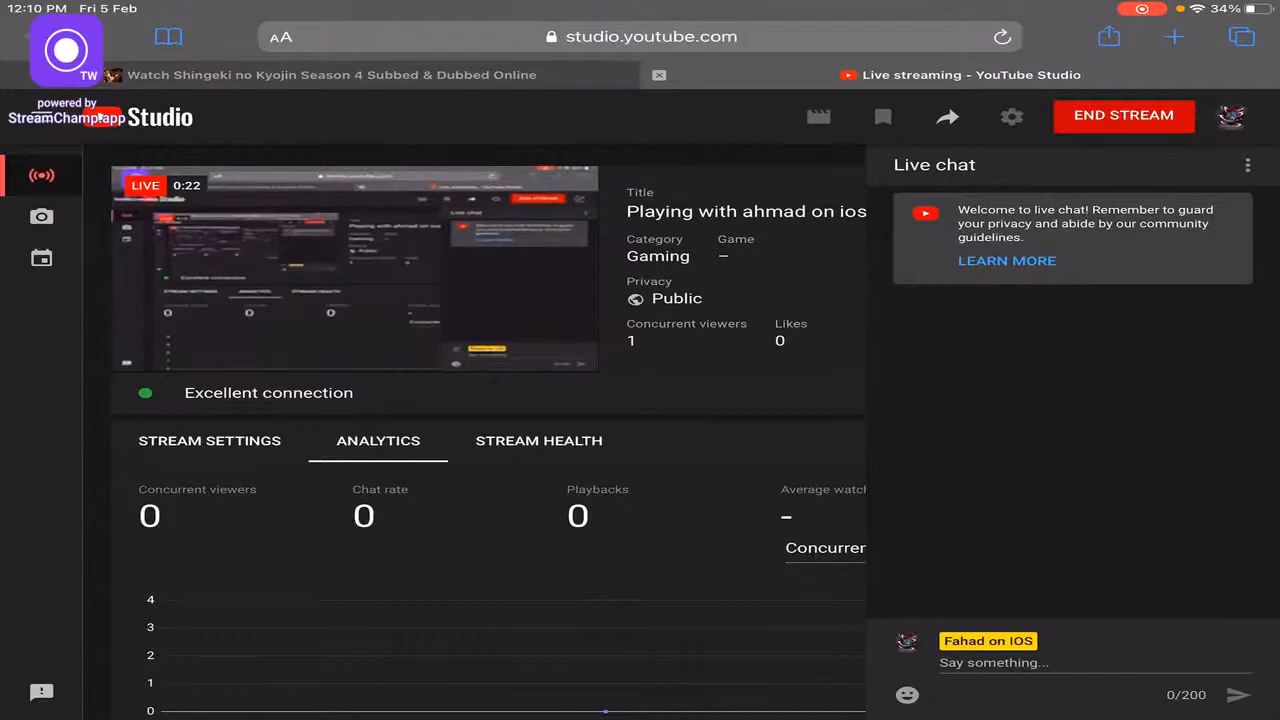 12:10 PM Fri 5 Feb
34%
TW
powered by
StreamChamp.app
AA
studio.youtube.com
Watch Shingeki no Kyojin Season 4 Subbed & Dubbed Online
Live streaming - YouTube Studio
Studio
END STREAM
LIVE 0:22
Title
Playing with ahmad on ios
Category
Game
Gaming
–
Privacy
Public
Concurrent viewers
Likes
1
0
Excellent connection
STREAM SETTINGS
ANALYTICS
STREAM HEALTH
Concurrent viewers
Chat rate
Playbacks
Average watch
0
0
0
-
Concurren
4
3
2
1
0
Live chat
Welcome to live chat! Remember to guard
your privacy and abide by our community
guidelines.
LEARN MORE
Fahad on IOS
Say something...
0/200